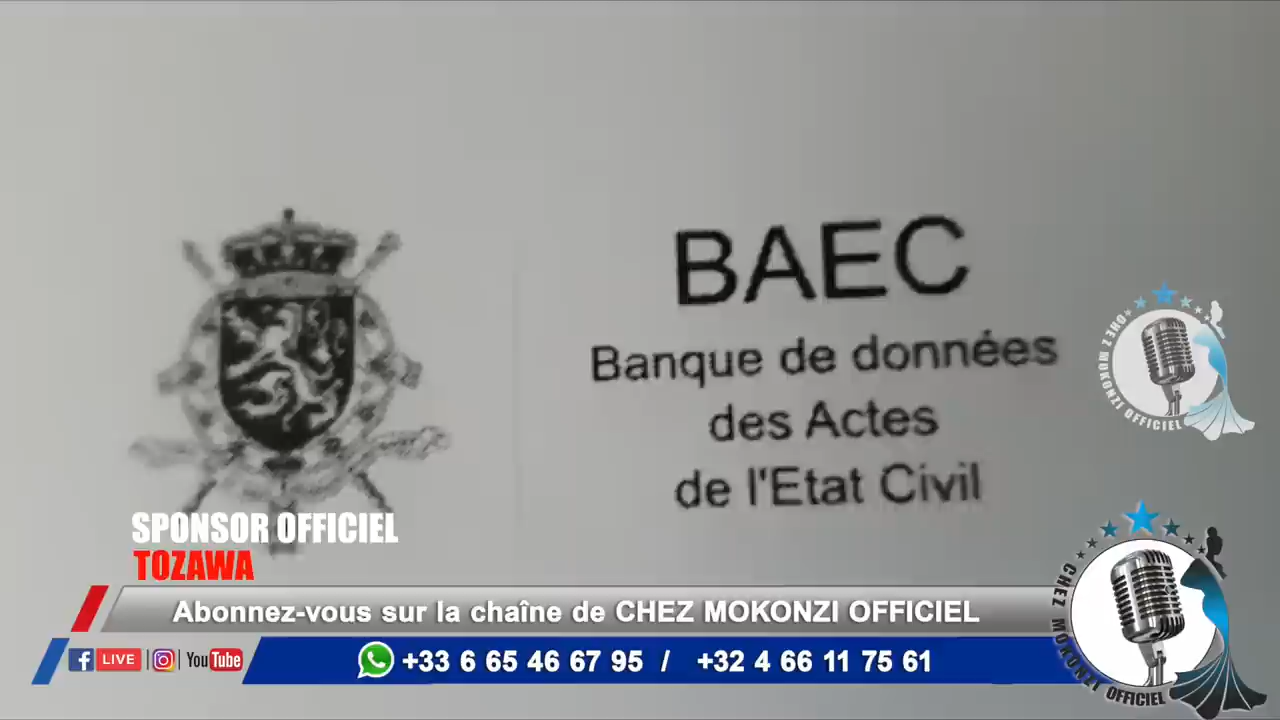 BAEC
Banque de données
des Actes
de l'Etat Civil
CHEZ MOKONZI OFFICIEL
SPONSOR OFFICIEL
TOZAWA
Abonnez-vous sur la chaîne de CHEZ MOKONZI OFFICIEL
LIVE YouTube
+33 6 65 46 67 95 / +32 4 66 11 75 61
CHEZ MOKONZI OFFICIEL